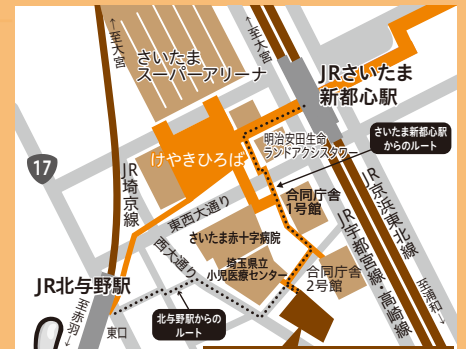 ↑至大宮
↑至大宮
さいたま
スーパーアリーナ
JRさいたま
新都心駅
さいたま新都心駅
からのルート
明治安田生命
ランドアクシスタワー
けやきひろば
17
JR埼京線
東西大通り
合同庁舎
1号館
JR京浜東北線
さいたま赤十字病院
西大通り
埼玉県立
小児医療センター
JR宇都宮線・高崎線
合同庁舎
2号館
JR北与野駅
至浦和↓
至赤羽↓
東口
北与野駅からの
ルート